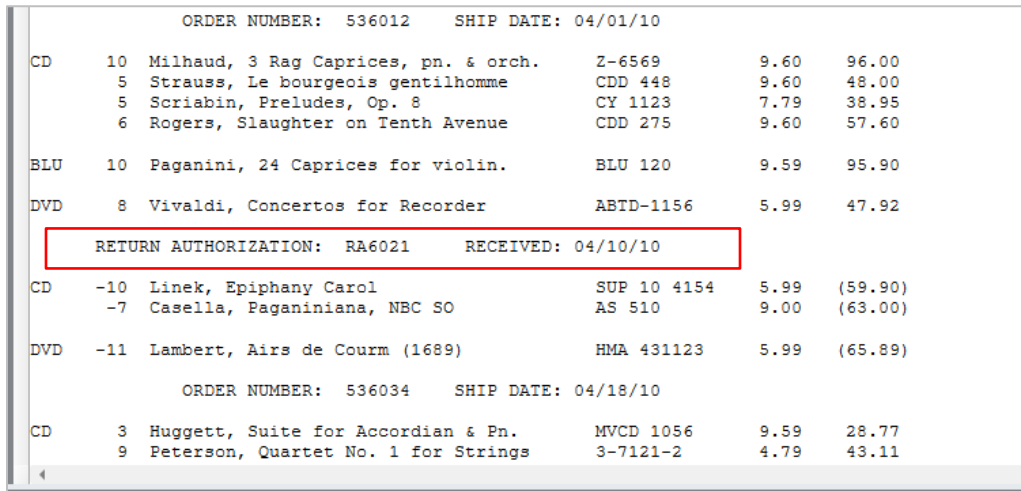 ORDER NUMBER:  536012    SHIP DATE: 04/01/10
CD     10  Milhaud, 3 Rag Caprices, pn. & orch.     Z-6569         9.60    96.00
        5  Strauss, Le bourgeois gentilhomme        CDD 448        9.60    48.00
        5  Scriabin, Preludes, Op. 8                CY 1123        7.79    38.95
        6  Rogers, Slaughter on Tenth Avenue        CDD 275        9.60    57.60
BLU    10  Paganini, 24 Caprices for violin.        BLU 120        9.59    95.90
DVD     8  Vivaldi, Concertos for Recorder          ABTD-1156      5.99    47.92
RETURN AUTHORIZATION:  RA6021     RECEIVED: 04/10/10
CD    -10  Linek, Epiphany Carol                    SUP 10 4154    5.99   (59.90)
       -7  Casella, Paganiniana, NBC SO             AS 510         9.00   (63.00)
DVD   -11  Lambert, Airs de Courm (1689)            HMA 431123     5.99   (65.89)
ORDER NUMBER:  536034    SHIP DATE: 04/18/10
CD      3  Huggett, Suite for Accordian & Pn.       MVCD 1056      9.59    28.77
        9  Peterson, Quartet No. 1 for Strings      3-7121-2       4.79    43.11